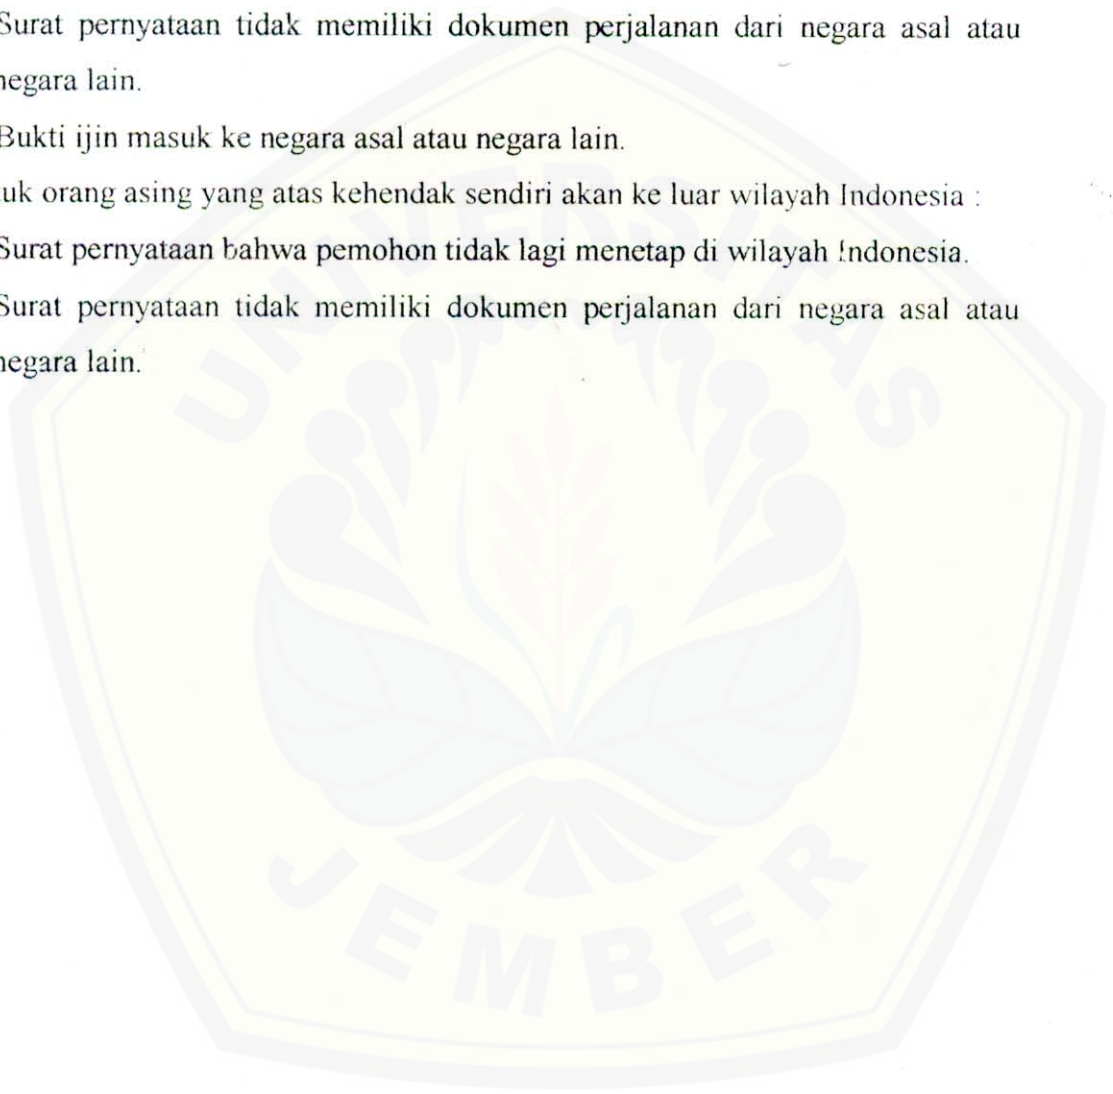 Surat pernyataan tidak memiliki dokumen perjalanan dari negara asal atau
negara lain.
Bukti ijin masuk ke negara asal atau negara lain.
uk orang asing yang atas kehendak sendiri akan ke luar wilayah Indonesia :
Surat pernyataan bahwa pemohon tidak lagi menetap di wilayah Indonesia.
Surat pernyataan tidak memiliki dokumen perjalanan dari negara asal atau
negara lain.
UNIVERSITAS
JEMBER